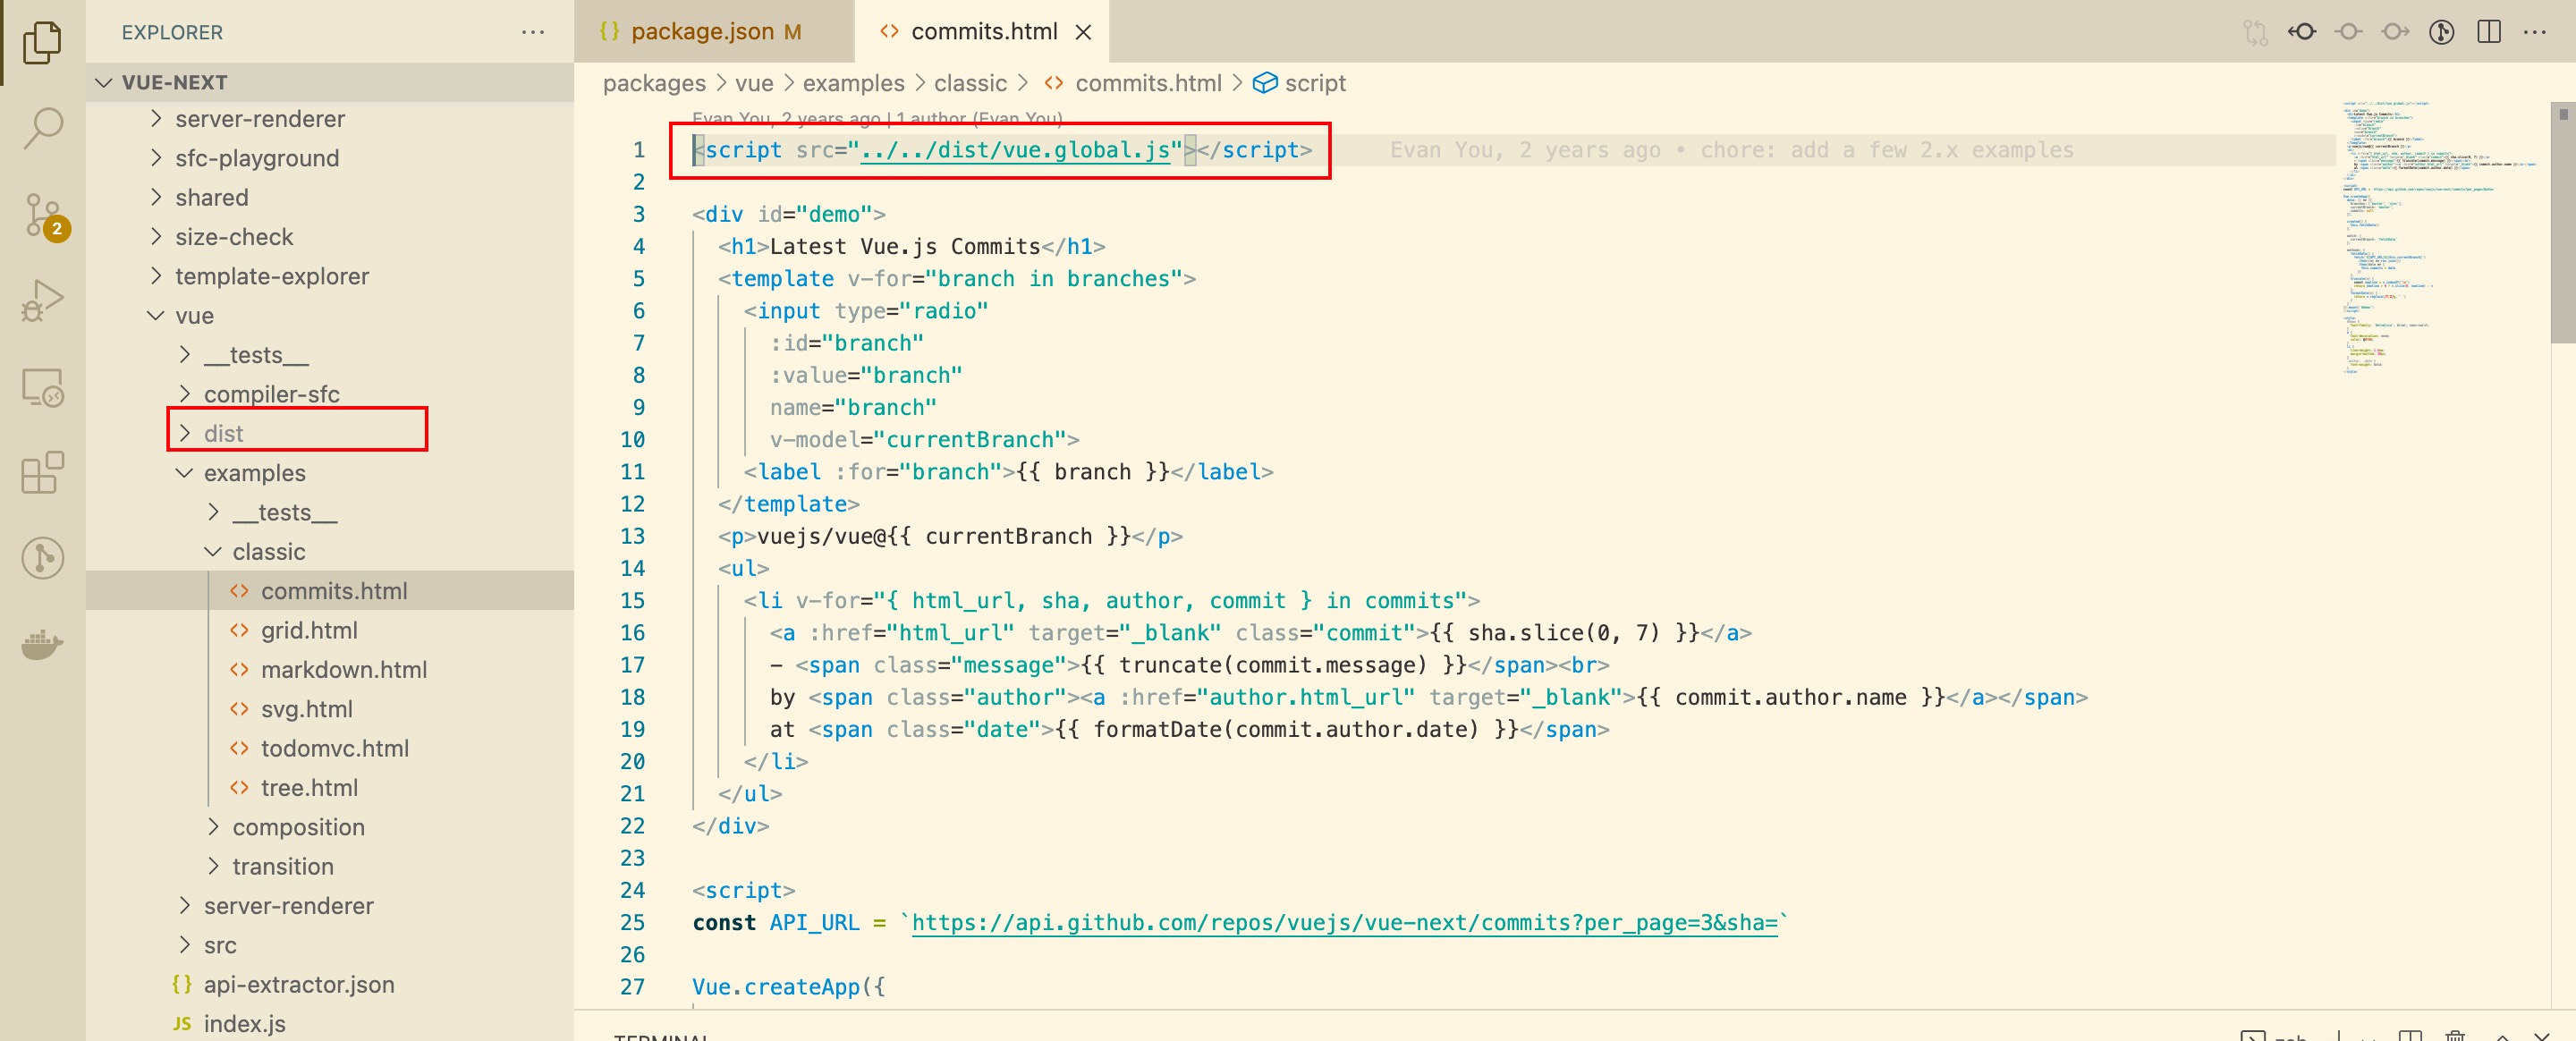 EXPLORER
VUE-NEXT
server-renderer
sfc-playground
shared
size-check
template-explorer
vue
__tests__
compiler-sfc
dist
examples
__tests__
classic
commits.html
grid.html
markdown.html
svg.html
todomvc.html
tree.html
composition
transition
server-renderer
src
{} api-extractor.json
JS index.js
2
{} package.json M
<> commits.html
packages > vue > examples > classic > <> commits.html > script
Evan You, 2 years ago | 1 author (Evan You)
1 <script src="../../dist/vue.global.js"></script> Evan You, 2 years ago • chore: add a few 2.x examples
2
3 <div id="demo">
4 <h1>Latest Vue.js Commits</h1>
5 <template v-for="branch in branches">
6 <input type="radio"
7 :id="branch"
8 :value="branch"
9 name="branch"
10 v-model="currentBranch">
11 <label :for="branch">{{ branch }}</label>
12 </template>
13 <p>vuejs/vue@{{ currentBranch }}</p>
14 <ul>
15 <li v-for="{ html_url, sha, author, commit } in commits">
16 <a :href="html_url" target="_blank" class="commit">{{ sha.slice(0, 7) }}</a>
17 - <span class="message">{{ truncate(commit.message) }}</span><br>
18 by <span class="author"><a :href="author.html_url" target="_blank">{{ commit.author.name }}</a></span>
19 at <span class="date">{{ formatDate(commit.author.date) }}</span>
20 </li>
21 </ul>
22 </div>
23
24 <script>
25 const API_URL = `https://api.github.com/repos/vuejs/vue-next/commits?per_page=3&sha=`
26
27 Vue.createApp({
TERMINAL
zsh